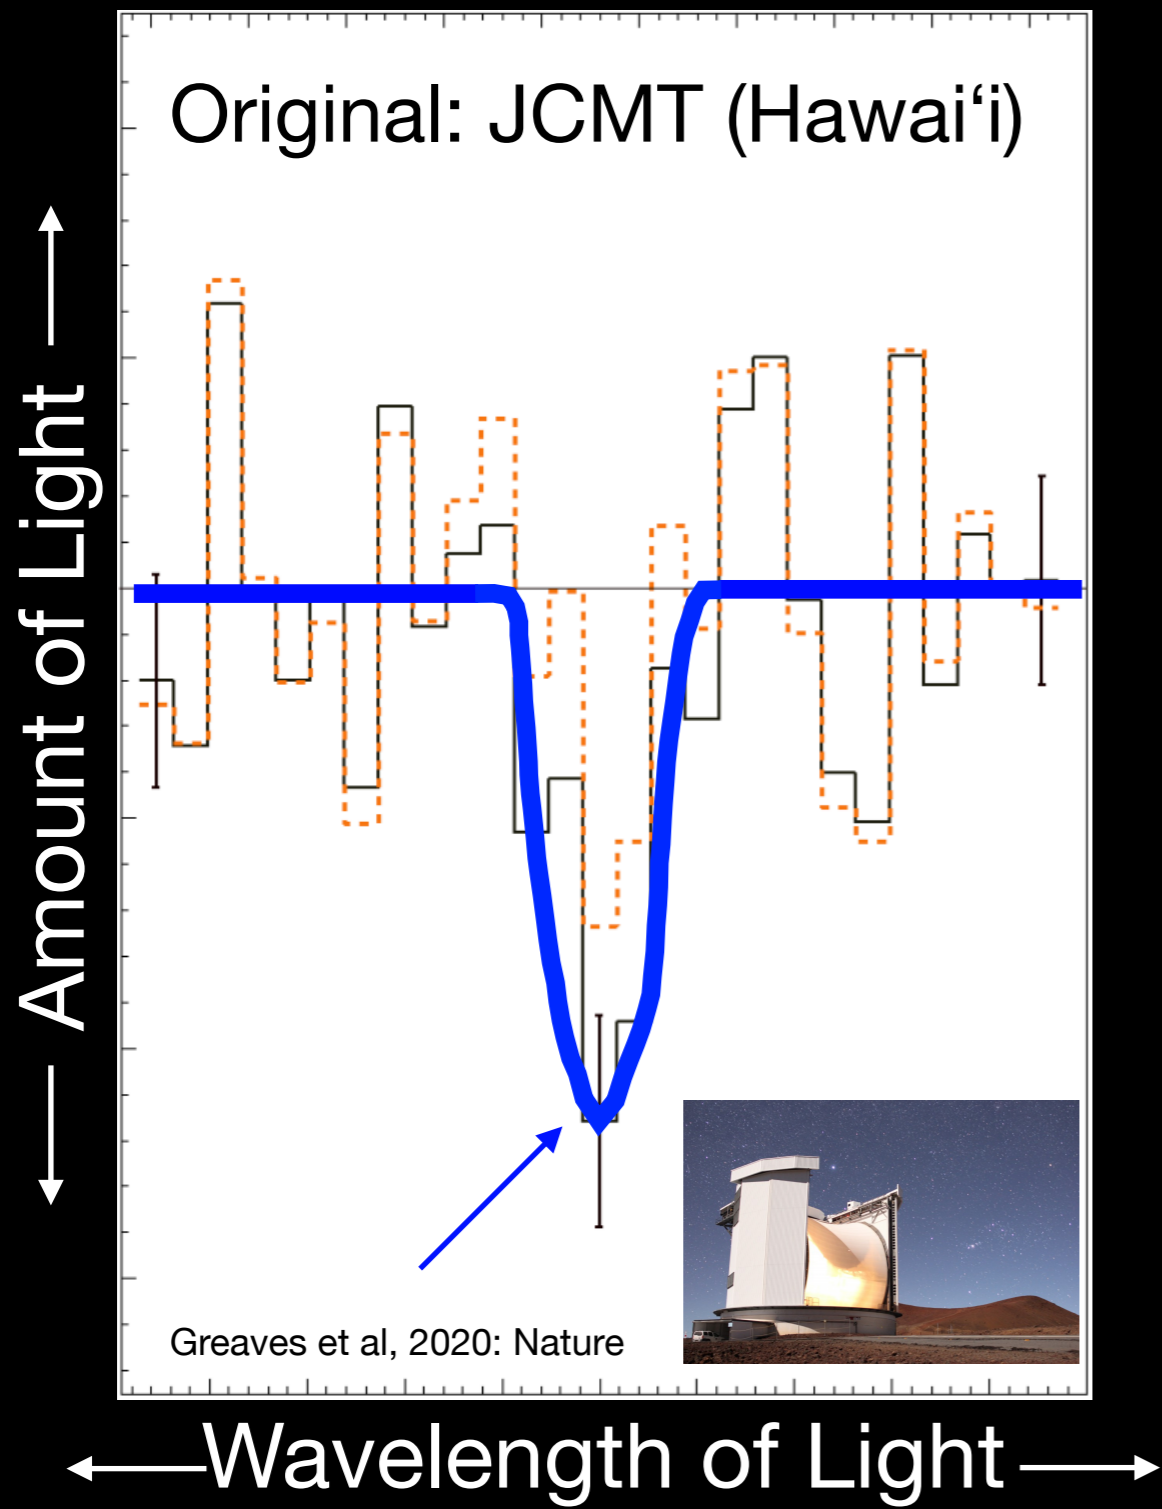 Original: JCMT (Hawai‘i)
Amount of Light
Greaves et al, 2020: Nature
Wavelength of Light